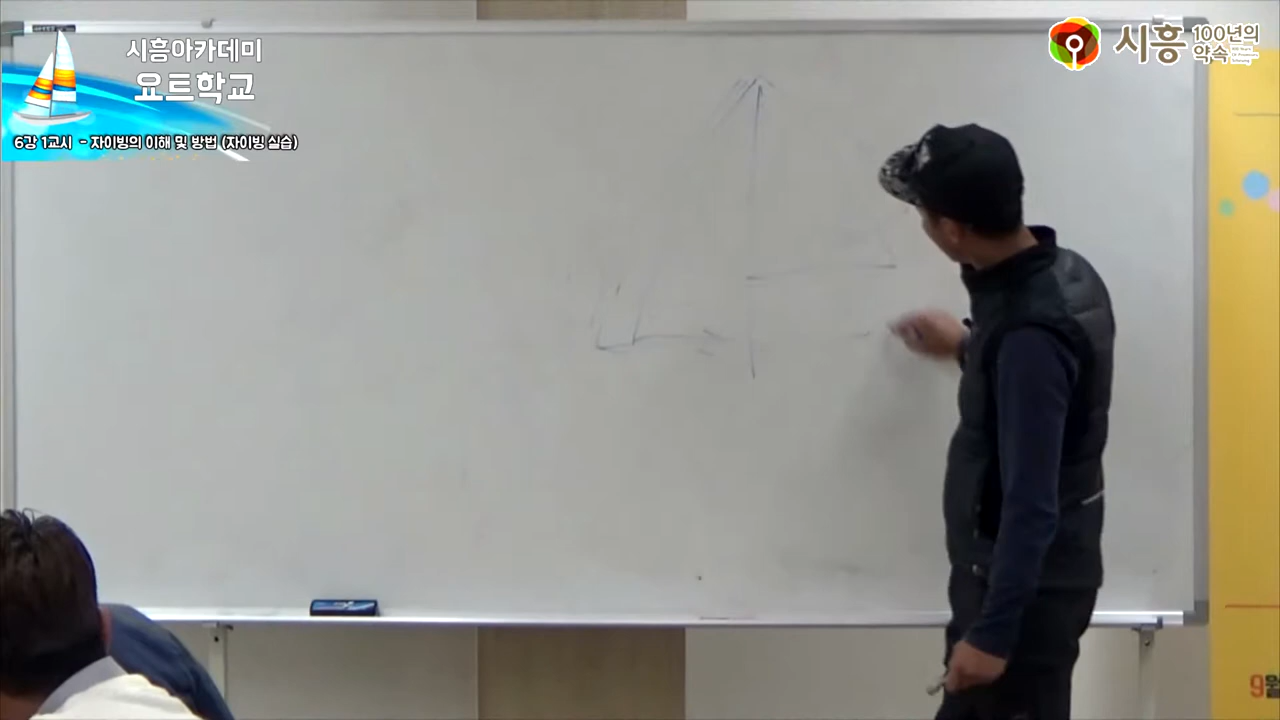 시흥아카데미
요트학교
6강 1교시 - 자이빙의 이해 및 방법 (자이빙 실습)
시흥
100년의
약속
9월